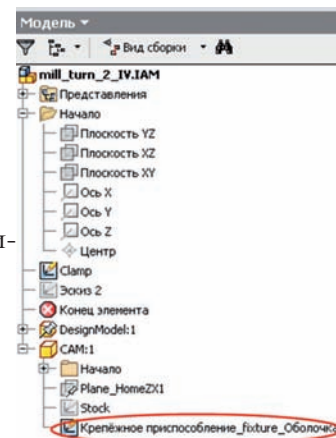 Модель
Вид сборки
mill_turn_2_IV.IAM
Представления
Начало
Плоскость YZ
Плоскость XZ
Плоскость XY
Ось X
Ось Y
Ось Z
Центр
Clamp
Эскиз 2
Конец элемента
DesignModel:1
CAM:1
Начало
Plane_HomeZX1
Stock
Крепёжное приспособление_fixture_Оболочка